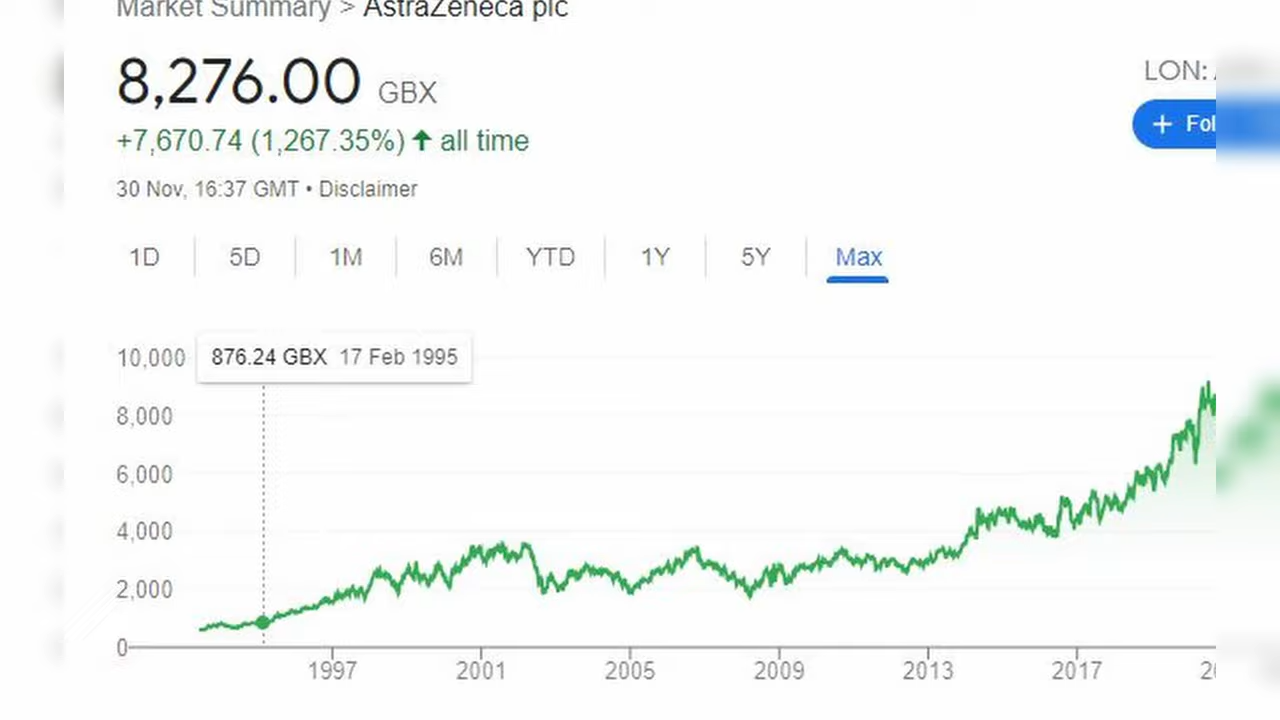 Market Summary > AstraZeneca plc
8,276.00 GBX
LON:
+7,670.74 (1,267.35%) ↑ all time
+ Fol
30 Nov, 16:37 GMT • Disclaimer
1D 5D 1M 6M YTD 1Y 5Y Max
10,000
876.24 GBX 17 Feb 1995
8,000
6,000
4,000
2,000
0
1997 2001 2005 2009 2013 2017 20